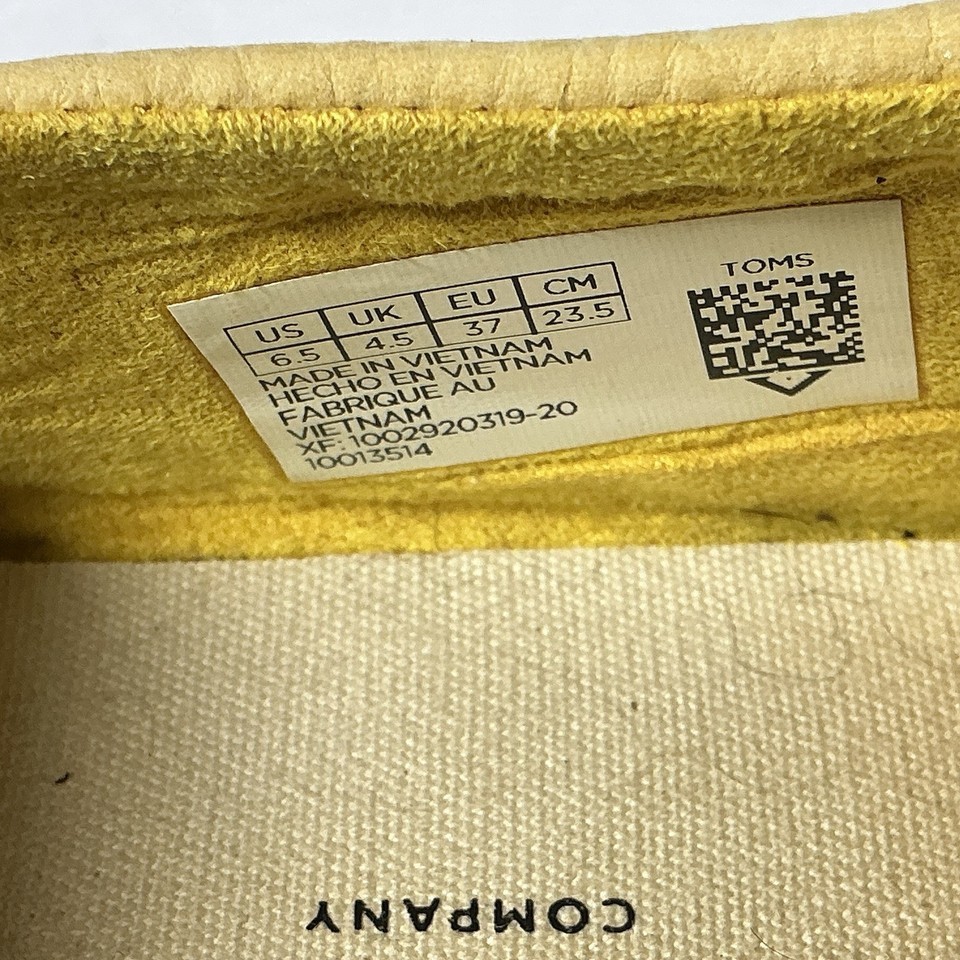 US UK EU CM
6.5 4.5 37 23.5
MADE IN VIETNAM
HECHO EN VIETNAM
FABRIQUE AU
VIETNAM
XF: 1002920319-20
10013514
TOMS
COMPANY